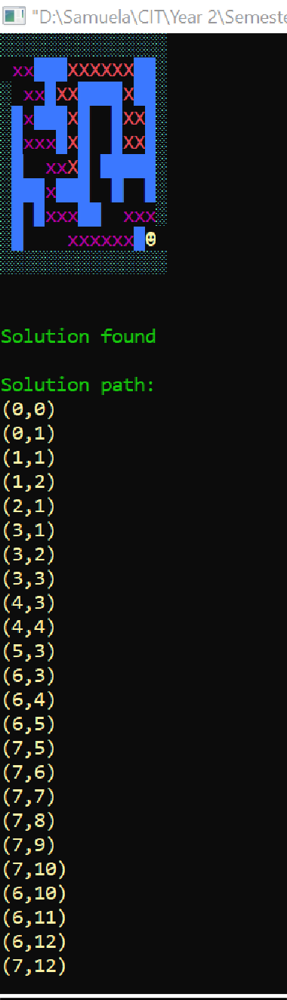 "D:\Samuela\CIT\Year 2\Semeste
xx XXXXXX
xx XX X
x X XX
xxx X XX
xxX
x
xxx xxx
xxxxxx
Solution found
Solution path:
(0,0)
(0,1)
(1,1)
(1,2)
(2,1)
(3,1)
(3,2)
(3,3)
(4,3)
(4,4)
(5,3)
(6,3)
(6,4)
(6,5)
(7,5)
(7,6)
(7,7)
(7,8)
(7,9)
(7,10)
(6,10)
(6,11)
(6,12)
(7,12)